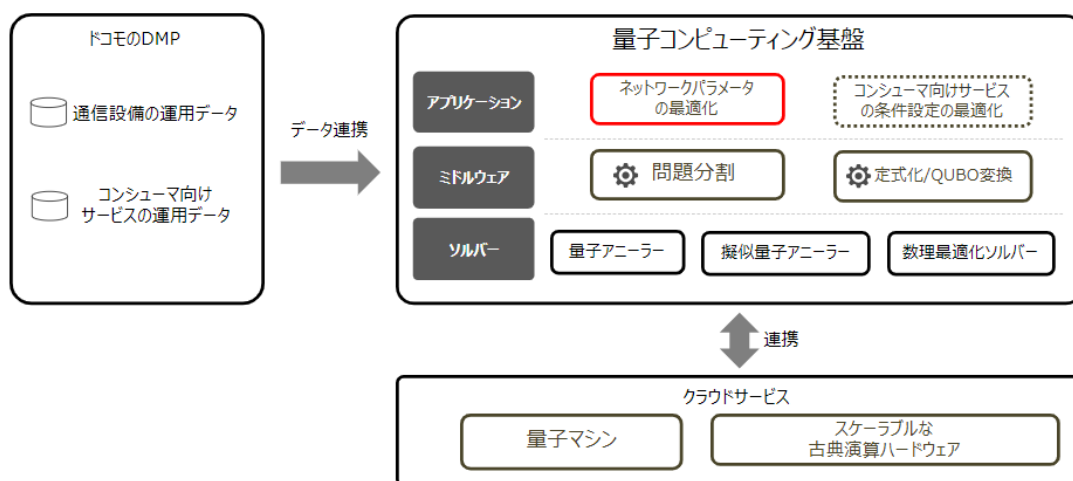 ドコモのDMP
通信設備の運用データ
コンシューマ向け
サービスの運用データ
データ連携
量子コンピューティング基盤
アプリケーション
ネットワークパラメータ
の最適化
コンシューマ向けサービス
の条件設定の最適化
ミドルウェア
問題分割
定式化/QUBO変換
ソルバー
量子アニーラー
擬似量子アニーラー
数理最適化ソルバー
連携
クラウドサービス
量子マシン
スケーラブルな
古典演算ハードウェア